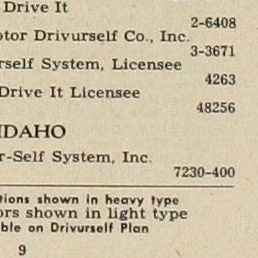 Drive It
2-6408
otor Drivurself Co., Inc.
3-3671
rself System, Licensee
4263
Drive It Licensee
48256
IDAHO
r-Self System, Inc.
7230-400
tions shown in heavy type
ors shown in light type
ble on Drivurself Plan
9